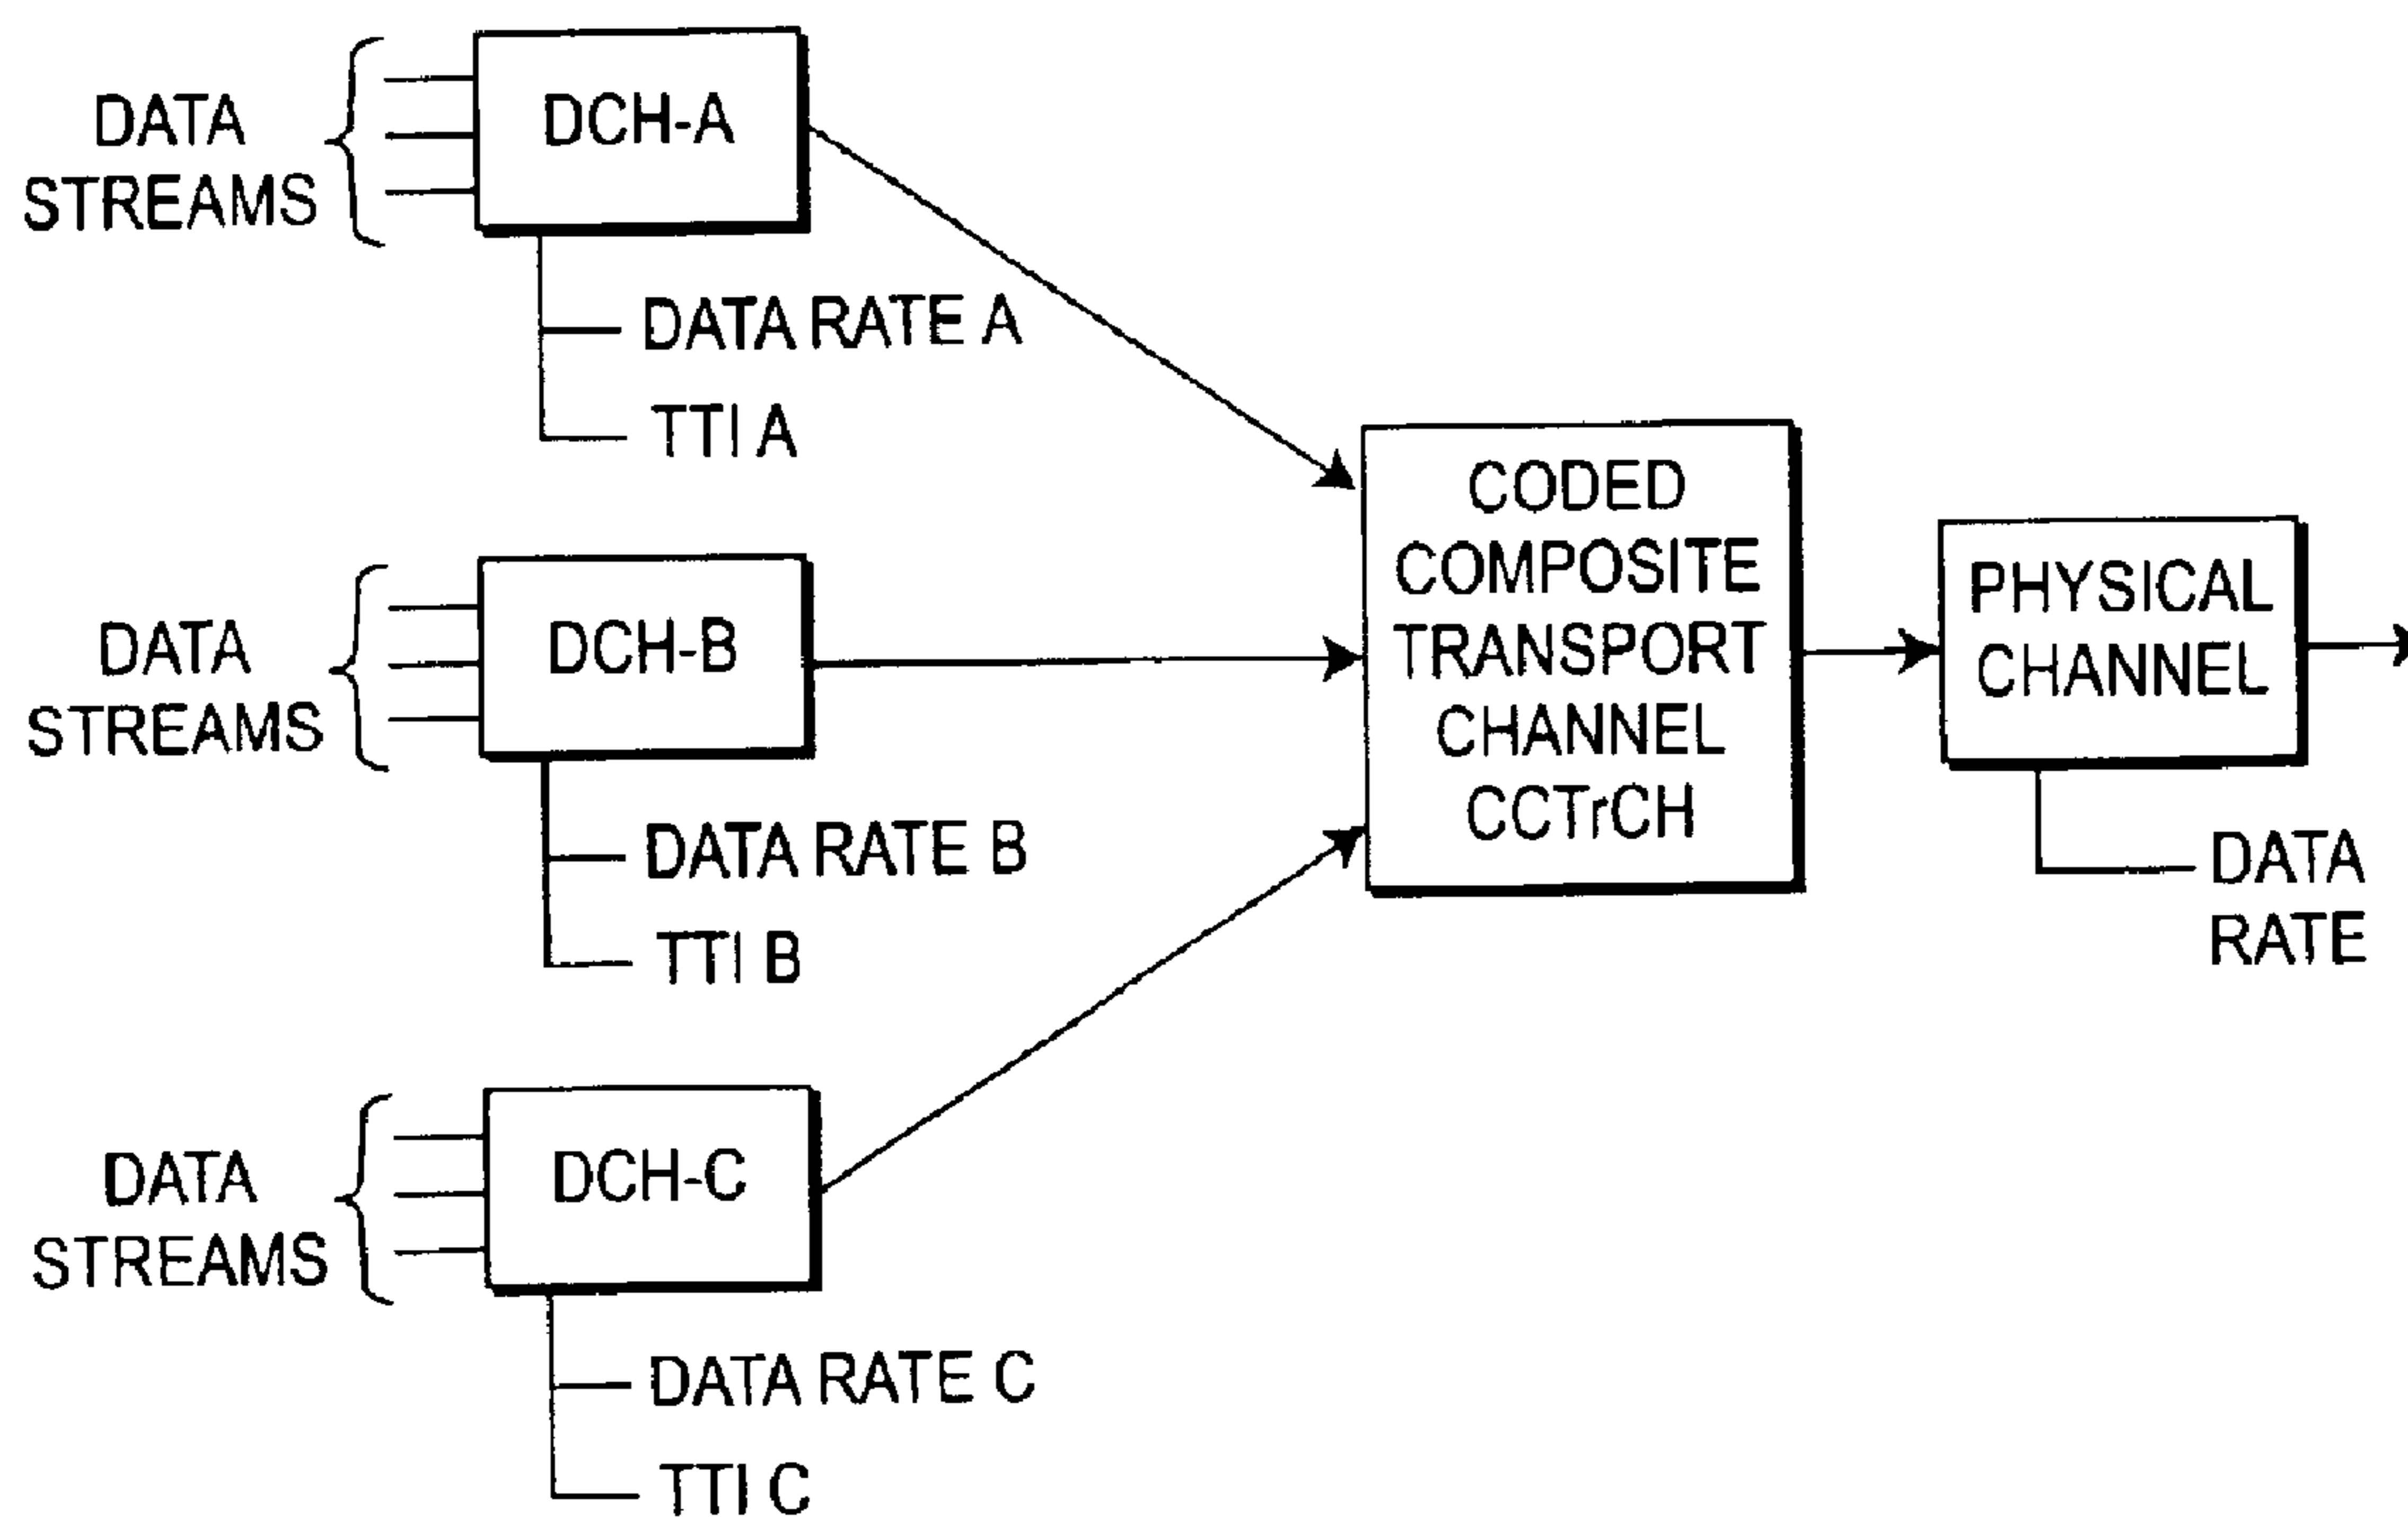 DATA
STREAMS
DCH-A
DATA RATE A
TTI A
DATA
STREAMS
DCH-B
DATA RATE B
TTI B
DATA
STREAMS
DCH-C
DATA RATE C
TTI C
CODED
COMPOSITE
TRANSPORT
CHANNEL
CCTrCH
PHYSICAL
CHANNEL
DATA
RATE